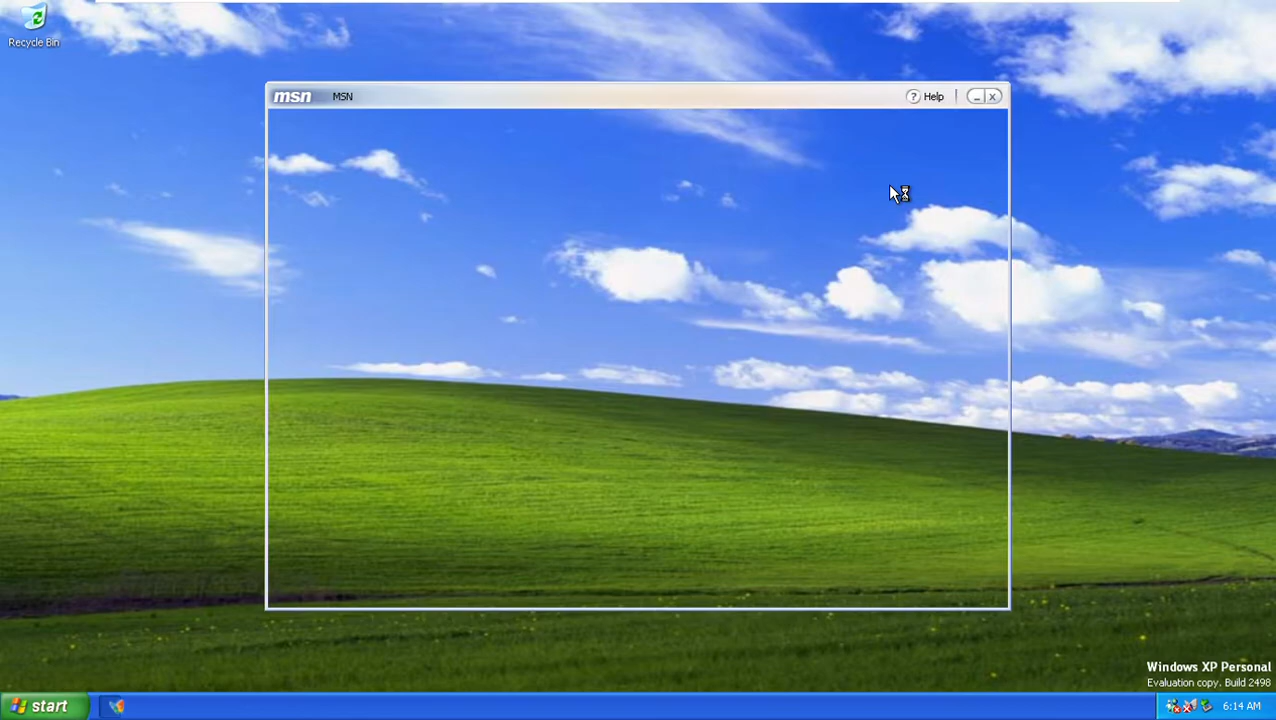 Recycle Bin
msn MSN ? Help
Windows XP Personal
Evaluation copy. Build 2498
start
6:14 AM